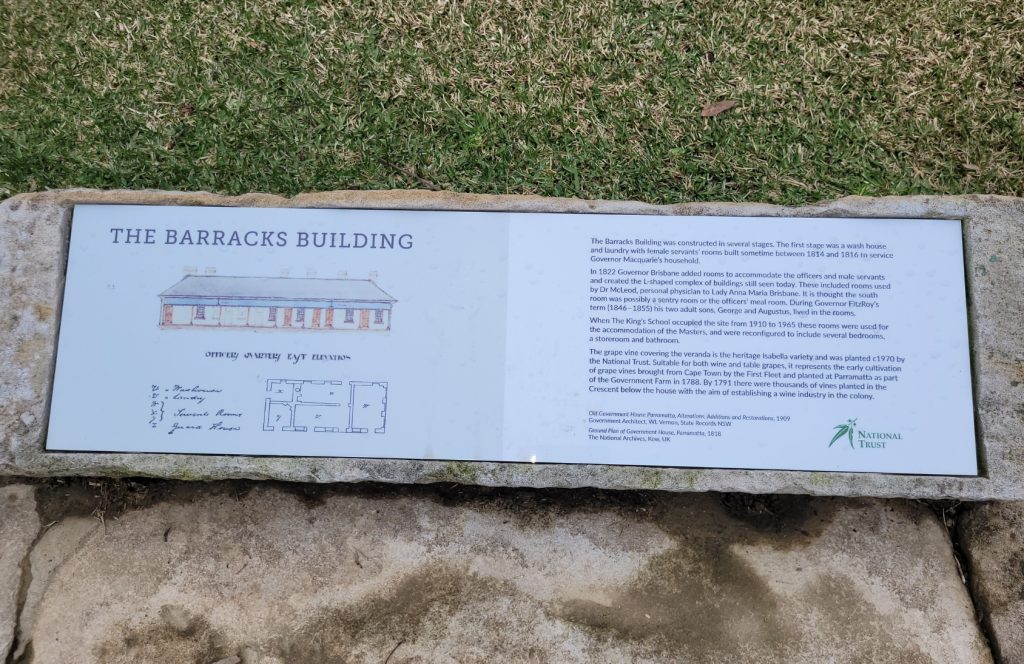 THE BARRACKS BUILDING
OFFICERS QUARTERS EAST ELEVATION
Washhouse
Servants Rooms
Guard House
The Barracks Building was constructed in several stages. The first stage was a wash house
and laundry with female servants' rooms built sometime between 1814 and 1816 to service
Governor Macquarie's household.
In 1822 Governor Brisbane added rooms to accommodate the officers and male servants
and created the L-shaped complex of buildings still seen today. These included rooms used
by Dr McLeod, personal physician to Lady Anna Maria Brisbane. It is thought the south
room was possibly a sentry room or the officers' meal room. During Governor FitzRoy's
term (1846–1855) his two adult sons, George and Augustus, lived in the rooms.
When The King's School occupied the site from 1910 to 1965 these rooms were used for
the accommodation of the Masters, and were reconfigured to include several bedrooms,
a storeroom and bathroom.
The grape vine covering the veranda is the heritage Isabella variety and was planted c1970 by
the National Trust. Suitable for both wine and table grapes, it represents the early cultivation
of grape vines brought from Cape Town by the First Fleet and planted at Parramatta as part
of the Government Farm in 1788. By 1791 there were thousands of vines planted in the
Crescent below the house with the aim of establishing a wine industry in the colony.
Old Government House Parramatta, Alterations Additions and Restorations, 1909
Government Architect, WL Vernon, State Records NSW
Ground Plan of Government House, Parramatta, 1818
The National Archives, Kew, UK
NATIONAL
TRUST